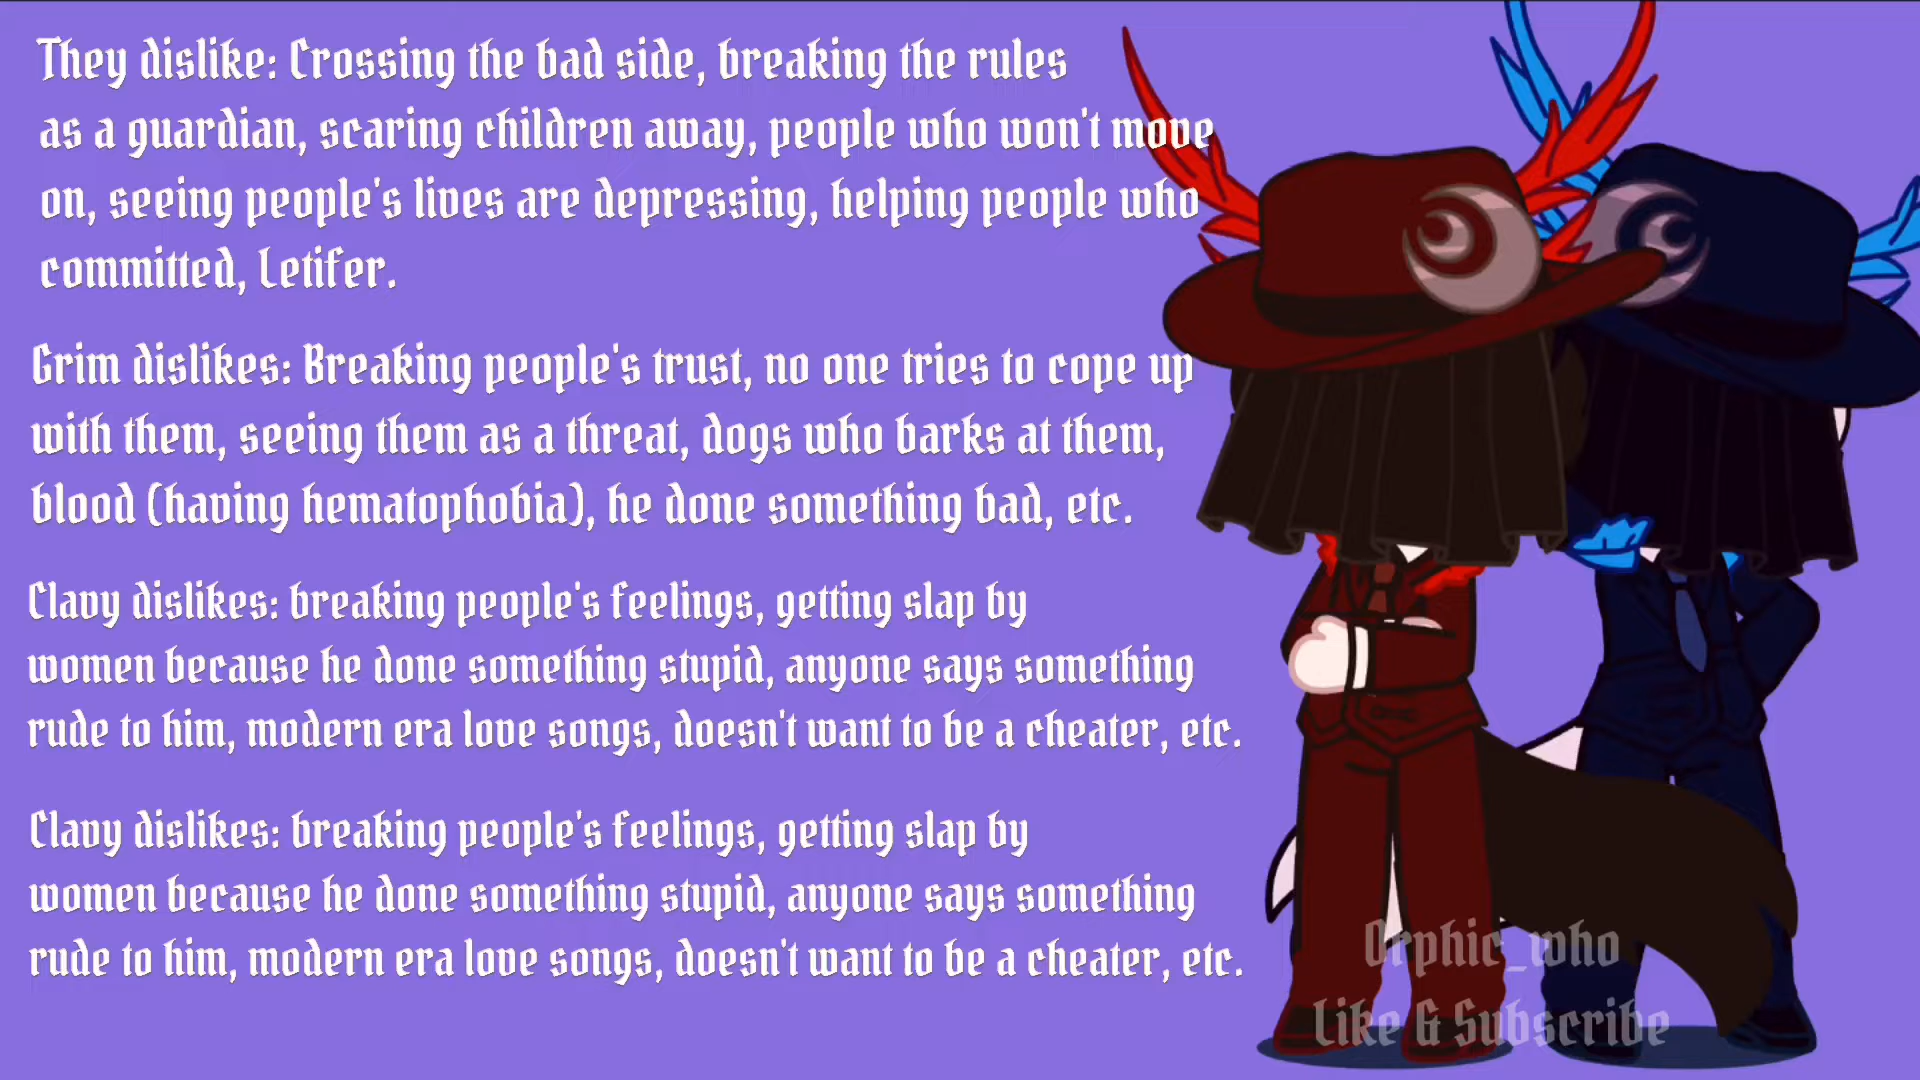 They dislike: Crossing the bad side, breaking the rules
as a guardian, scaring children away, people who won't move
on, seeing people's lives are depressing, helping people who
committed, Letifer.
Grim dislikes: Breaking people's trust, no one tries to cope up
with them, seeing them as a threat, dogs who barks at them,
blood (having hematophobia), he done something bad, etc.
Clavy dislikes: breaking people's feelings, getting slap by
women because he done something stupid, anyone says something
rude to him, modern era love songs, doesn't want to be a cheater, etc.
Clavy dislikes: breaking people's feelings, getting slap by
women because he done something stupid, anyone says something
rude to him, modern era love songs, doesn't want to be a cheater, etc.
Orphic_who
Like & Subscribe